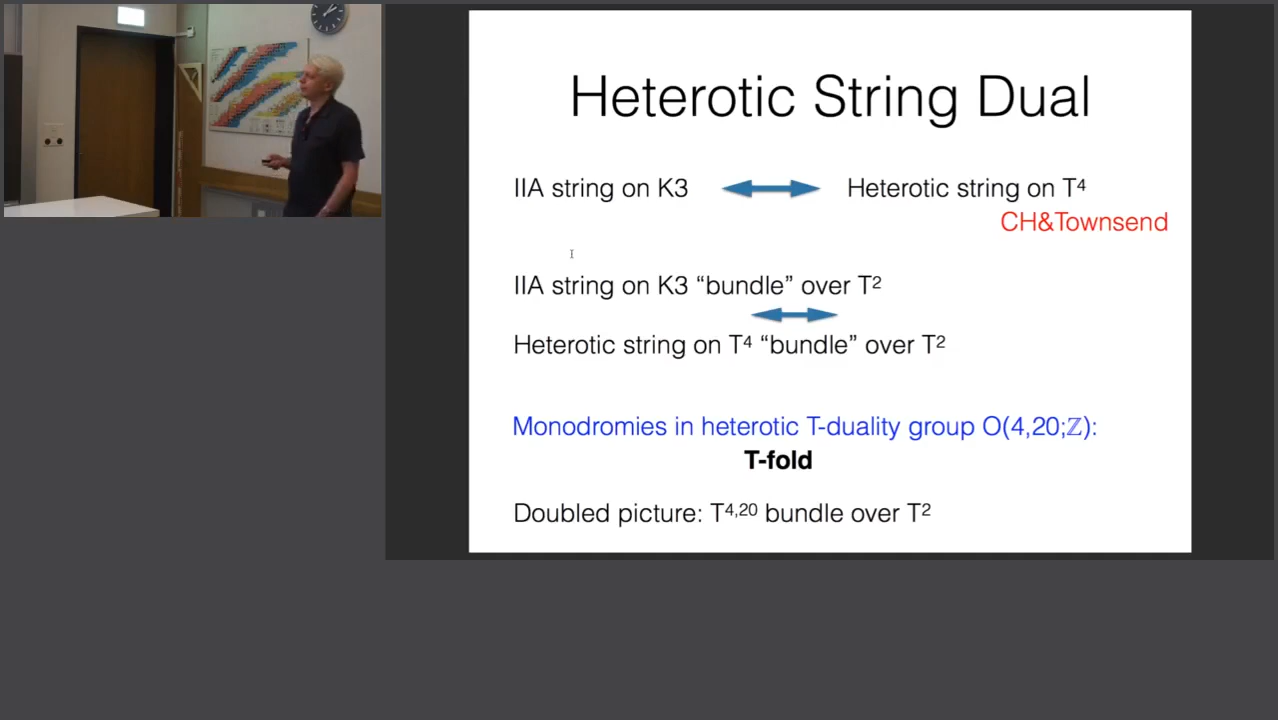 Heterotic String Dual
IIA string on K3 Heterotic string on T⁴
CH&Townsend
IIA string on K3 “bundle” over T²
Heterotic string on T⁴ “bundle” over T²
Monodromies in heterotic T-duality group O(4,20;ℤ):
T-fold
Doubled picture: T⁴,²⁰ bundle over T²